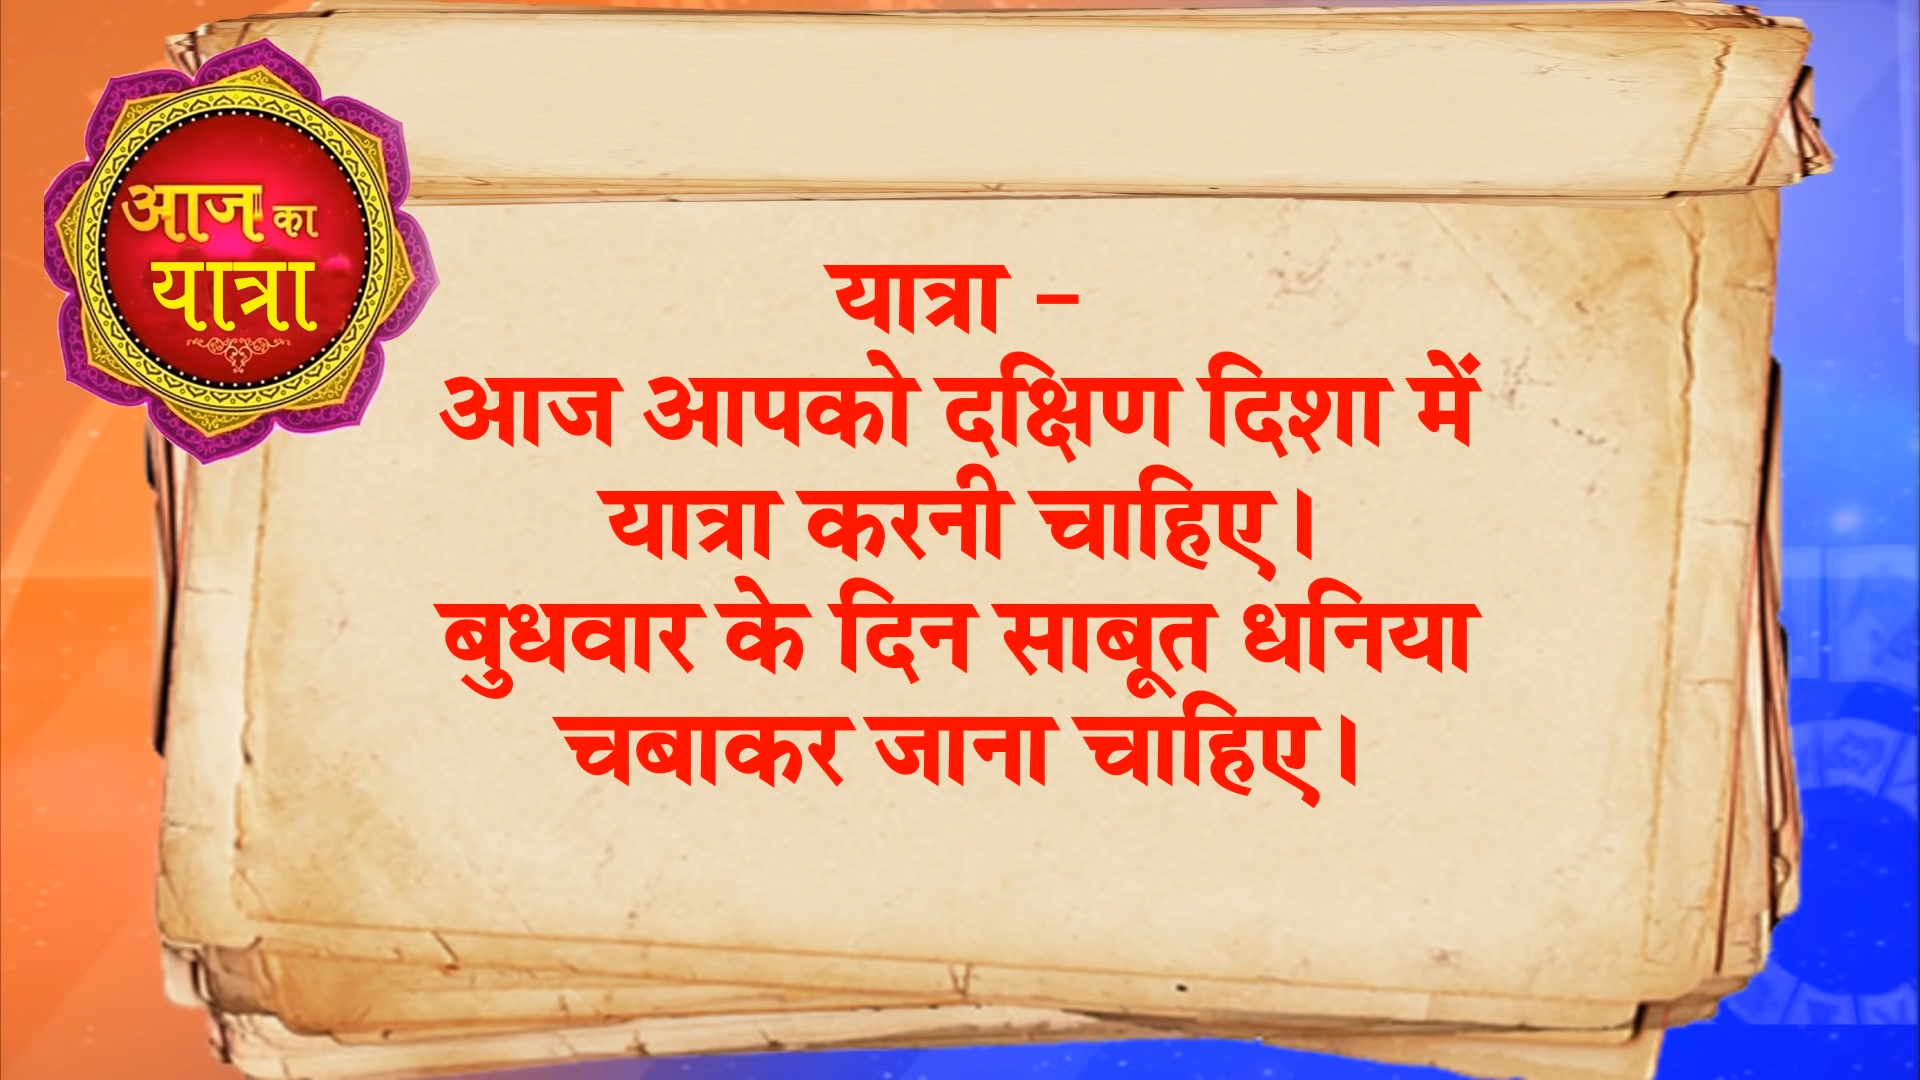 आज का
यात्रा
यात्रा –
आज आपको दक्षिण दिशा में
यात्रा करनी चाहिए।
बुधवार के दिन साबूत धनिया
चबाकर जाना चाहिए।